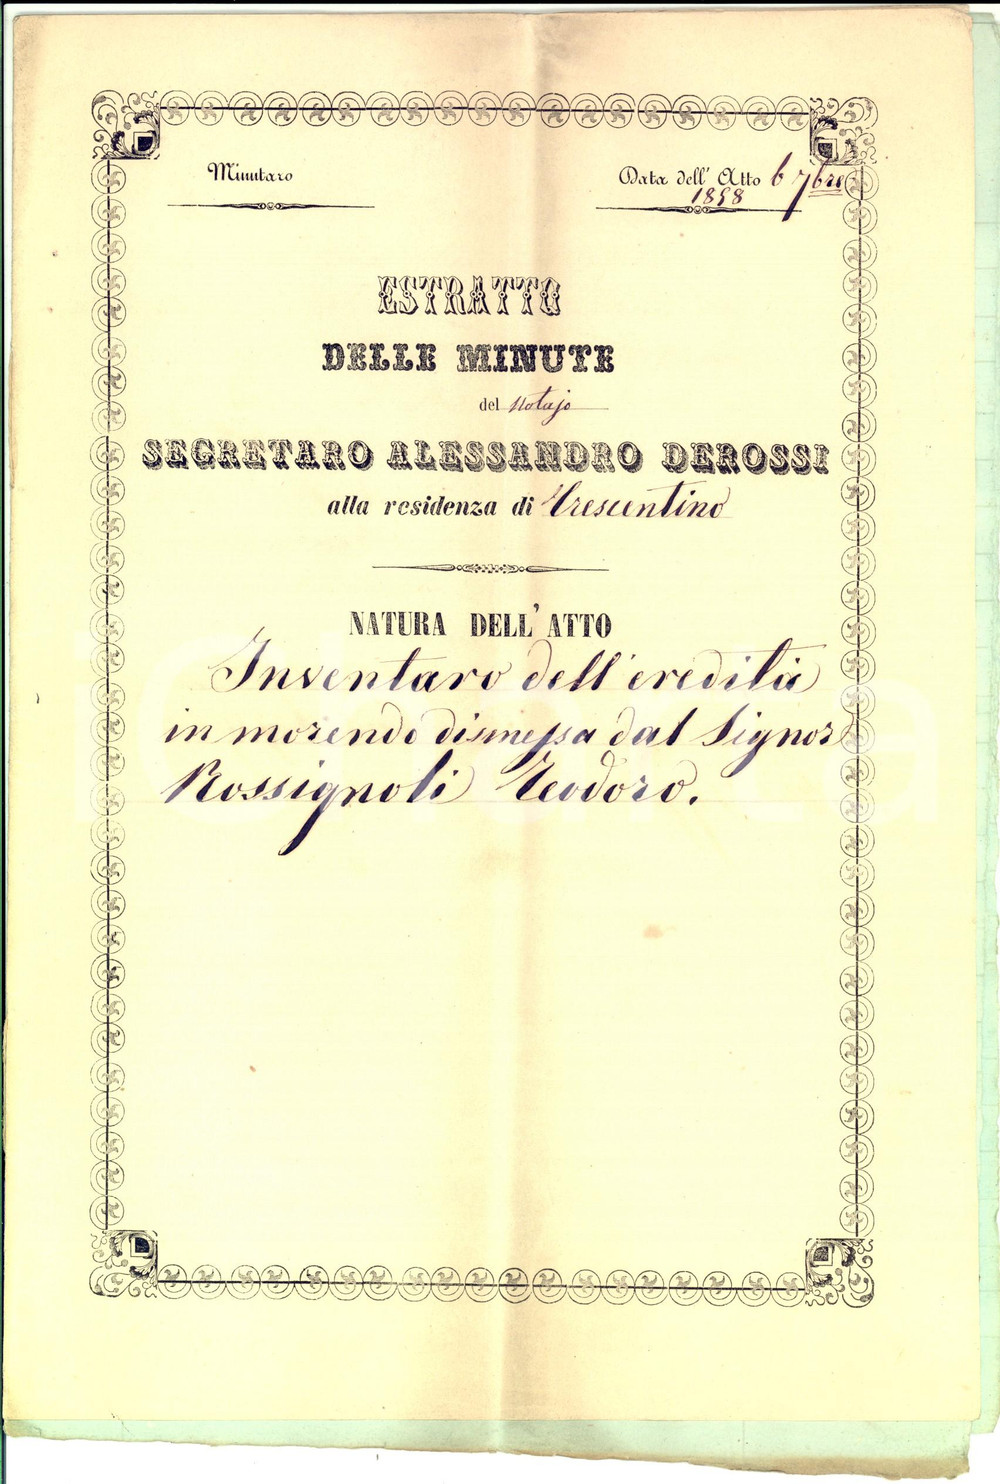 Minutaro
Data dell' Atto 6 7bre
1858
ESTRATTO
DELLE MINUTE
del Notajo
SEGRETARO ALESSANDRO DEROSSI
alla residenza di Crescentino
NATURA DELL' ATTO
Inventaro dell' eredità
in morendo dismessa dal Signor
Rossignoli Teodoro.